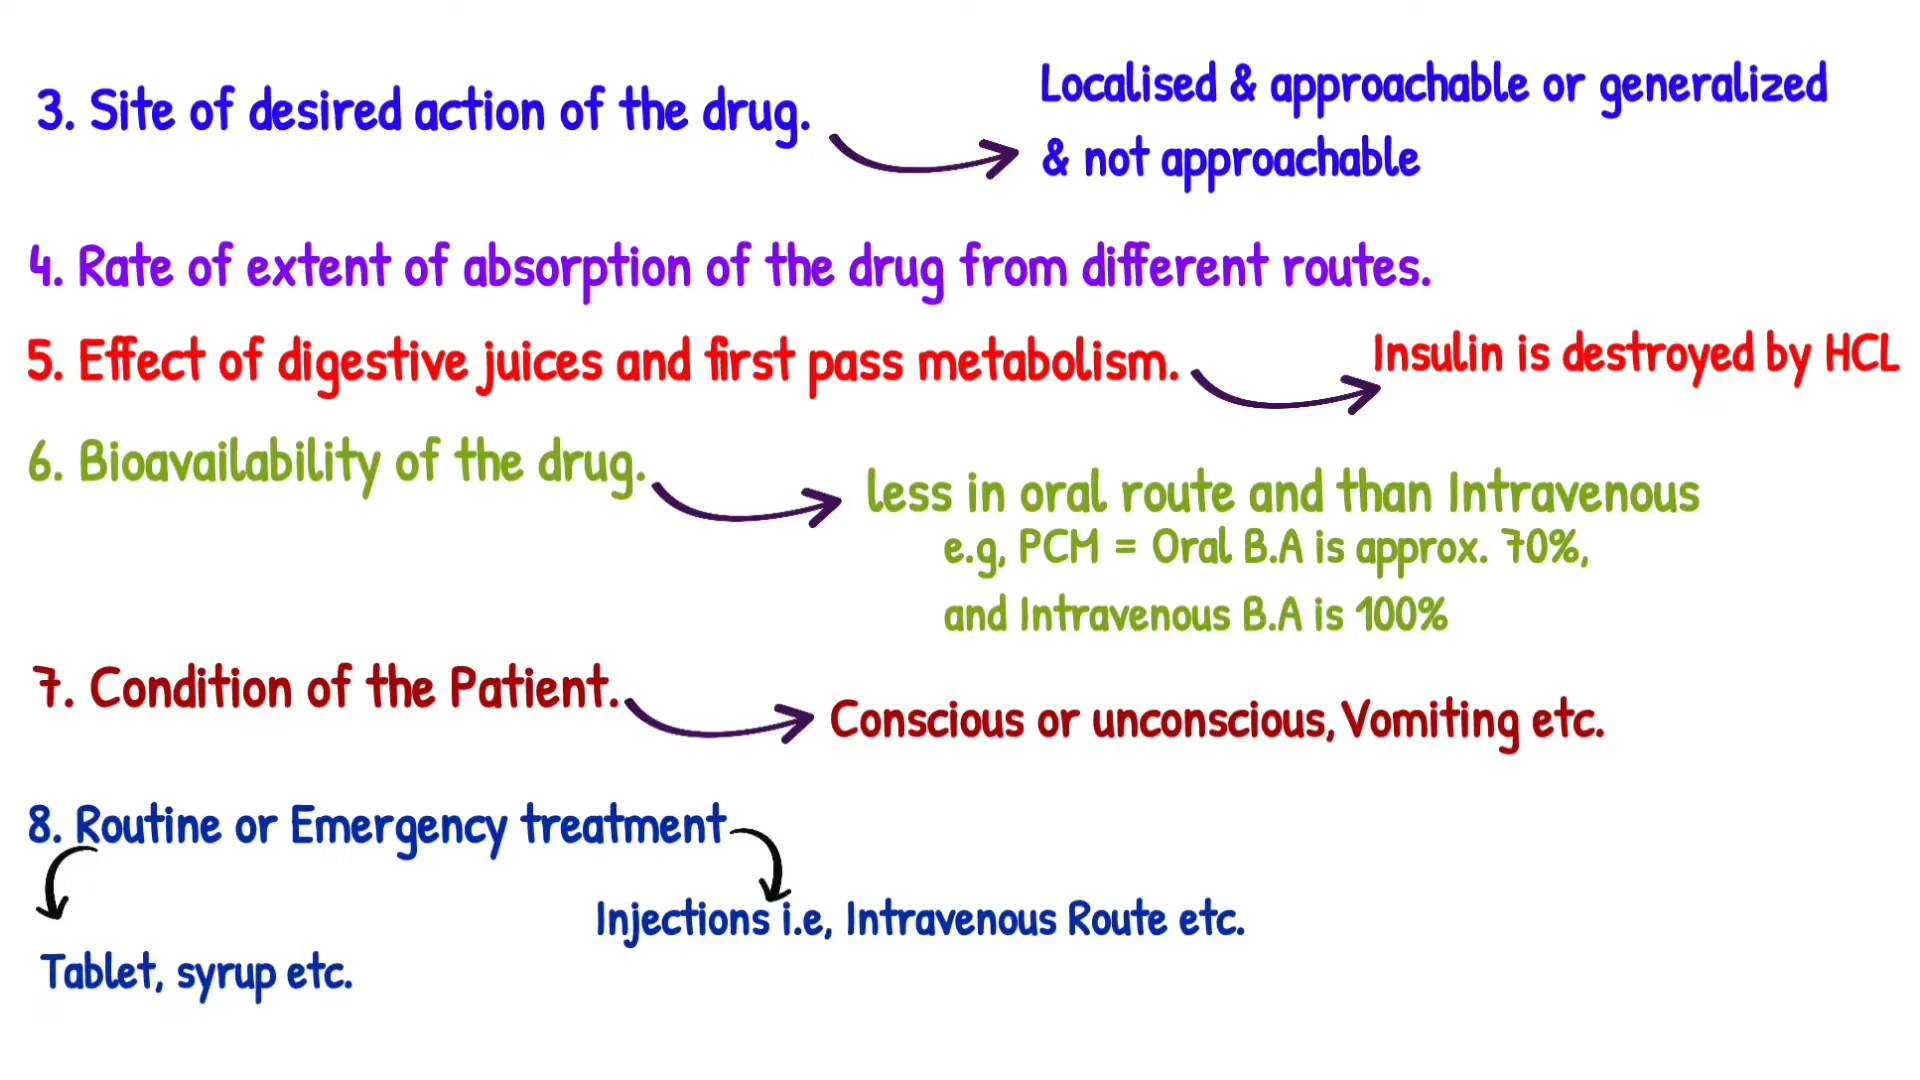 3. Site of desired action of the drug.
Localised & approachable or generalized
& not approachable
4. Rate of extent of absorption of the drug from different routes.
5. Effect of digestive juices and first pass metabolism.
Insulin is destroyed by HCL
6. Bioavailability of the drug.
less in oral route and than Intravenous
e.g, PCM = Oral B.A is approx. 70%,
and Intravenous B.A is 100%
7. Condition of the Patient.
Conscious or unconscious, Vomiting etc.
8. Routine or Emergency treatment
Injections i.e, Intravenous Route etc.
Tablet, syrup etc.